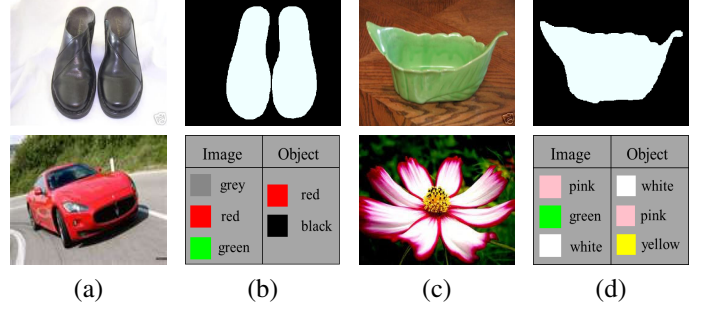 Image Object
grey
red
green
red
black
Image Object
pink
green
white
white
pink
yellow
(a) (b) (c) (d)